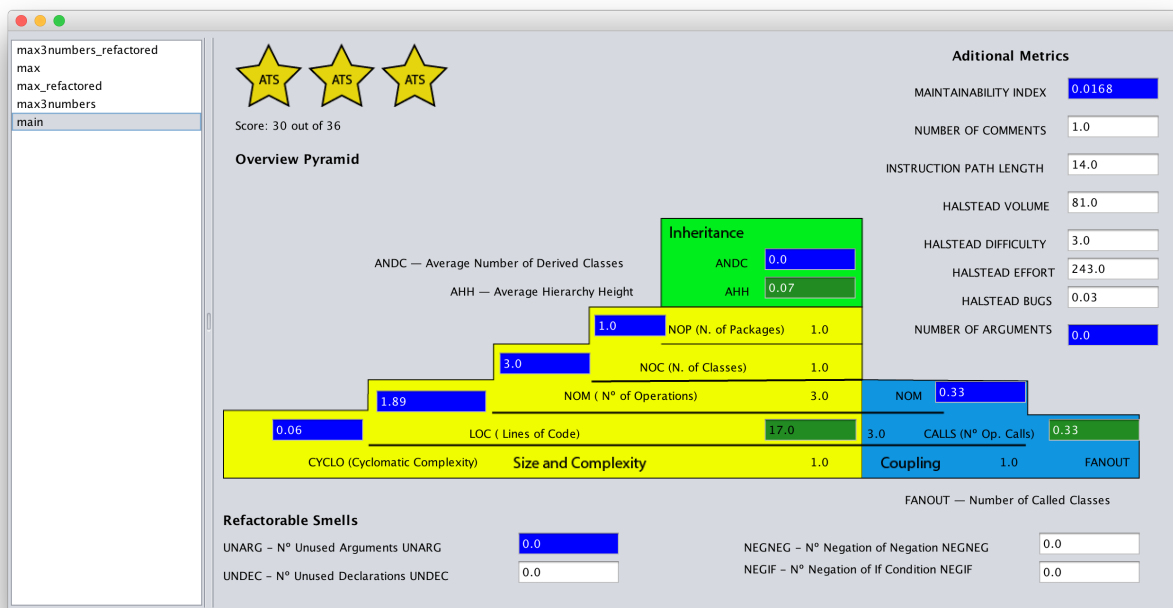 max3numbers_refactored
max
max_refactored
max3numbers
main
ATS ATS ATS
Score: 30 out of 36
Overview Pyramid
Aditional Metrics
MAINTAINABILITY INDEX 0.0168
NUMBER OF COMMENTS 1.0
INSTRUCTION PATH LENGTH 14.0
HALSTEAD VOLUME 81.0
HALSTEAD DIFFICULTY 3.0
HALSTEAD EFFORT 243.0
HALSTEAD BUGS 0.03
NUMBER OF ARGUMENTS 0.0
Inheritance
ANDC — Average Number of Derived Classes ANDC 0.0
AHH — Average Hierarchy Height AHH 0.07
1.0 NOP (N. of Packages) 1.0
3.0 NOC (N. of Classes) 1.0
1.89 NOM ( Nº of Operations) 3.0 NOM 0.33
0.06 LOC ( Lines of Code) 17.0 3.0 CALLS (Nº Op. Calls) 0.33
CYCLO (Cyclomatic Complexity) Size and Complexity 1.0 Coupling 1.0 FANOUT
FANOUT — Number of Called Classes
Refactorable Smells
UNARG – Nº Unused Arguments UNARG 0.0 NEGNEG – Nº Negation of Negation NEGNEG 0.0
UNDEC – Nº Unused Declarations UNDEC 0.0 NEGIF – Nº Negation of If Condition NEGIF 0.0